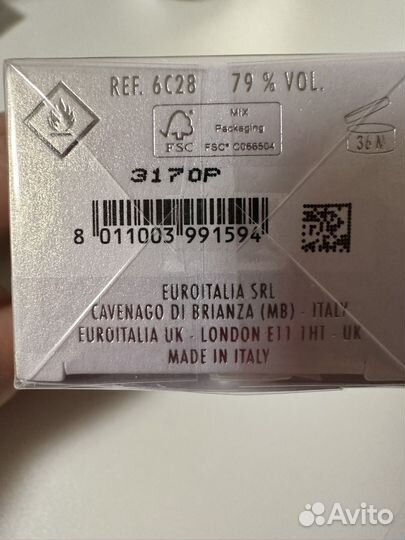 REF. 6C28 79 % VOL.
FSC
MIX
Packaging
FSC® C066504
36 M
3170P
8 011003 991594
EUROITALIA SRL
CAVENAGO DI BRIANZA (MB) - ITALY
EUROITALIA UK - LONDON E11 1HT - UK
MADE IN ITALY
Avito